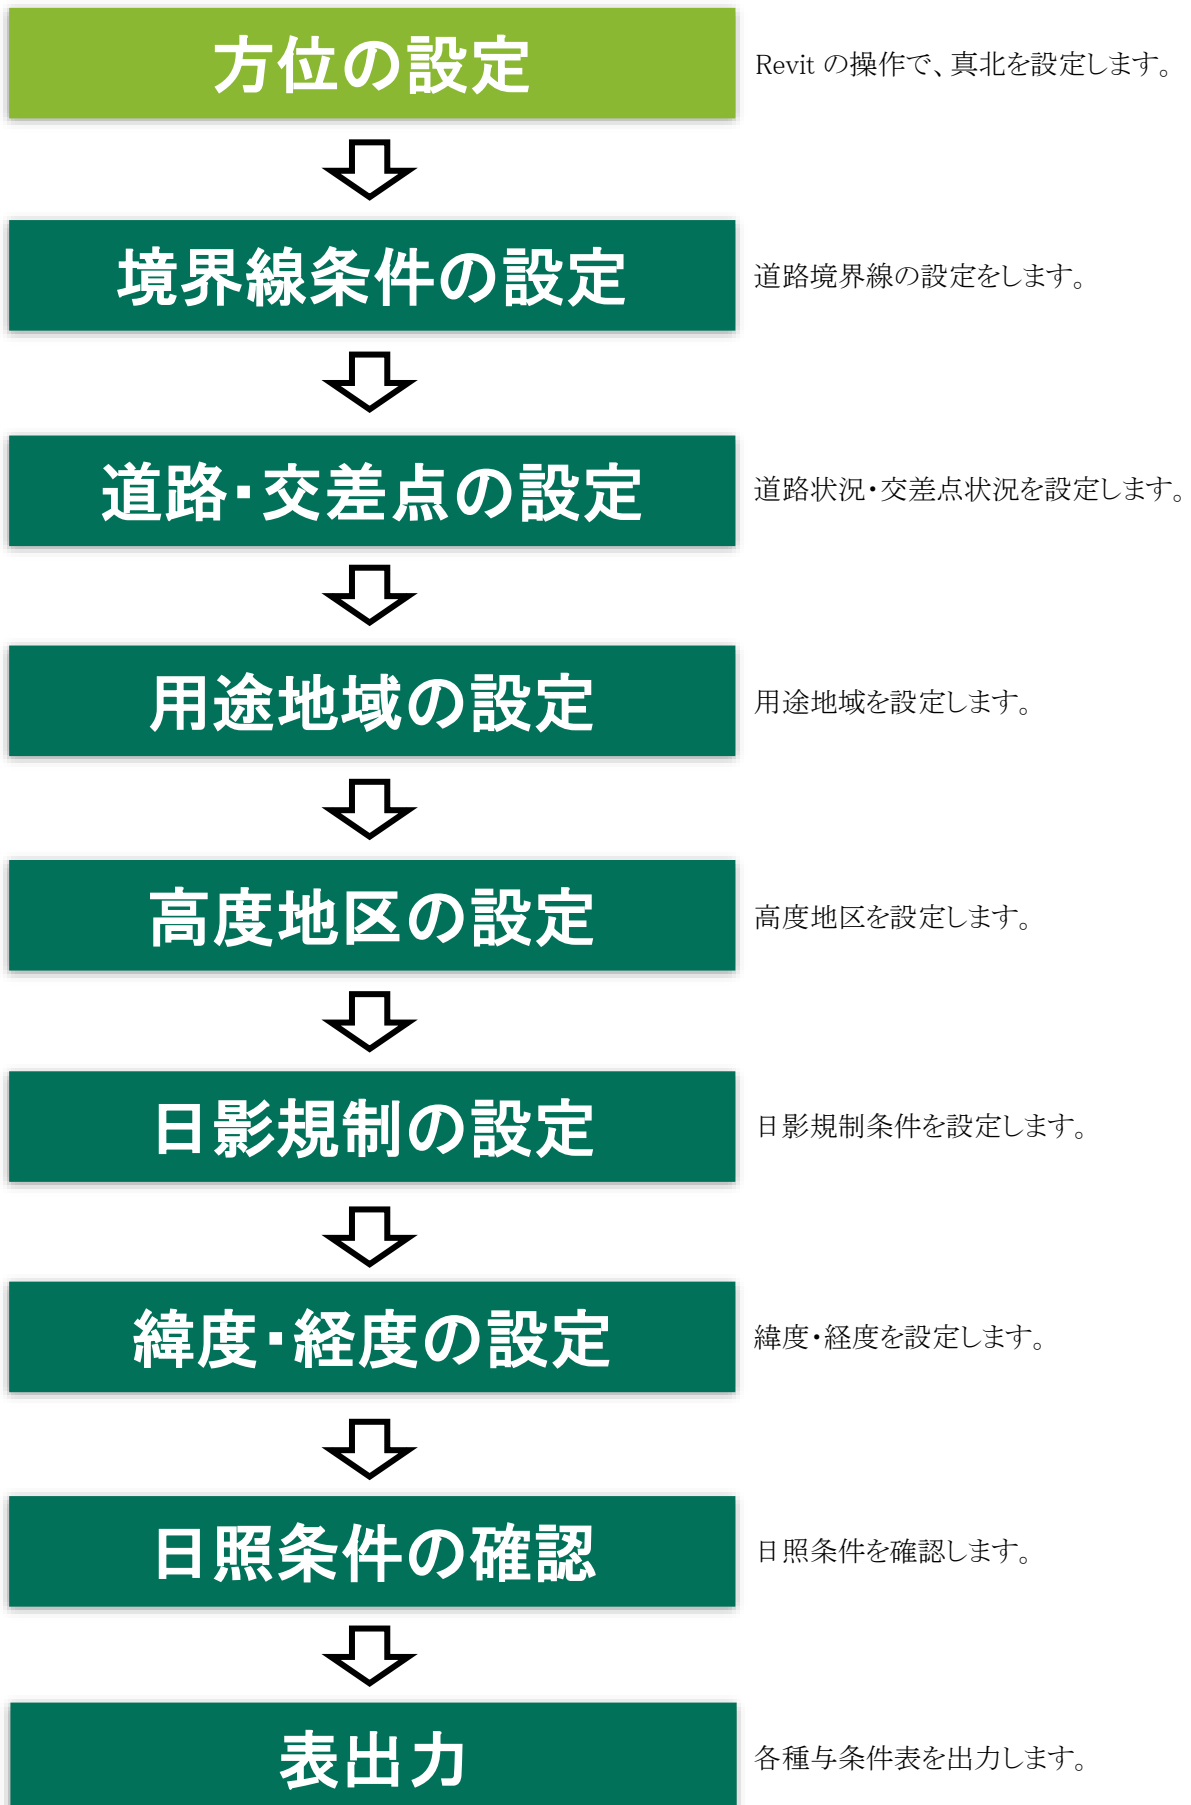 方位の設定
Revit の操作で、真北を設定します。
境界線条件の設定
道路境界線の設定をします。
道路・交差点の設定
道路状況・交差点状況を設定します。
用途地域の設定
用途地域を設定します。
高度地区の設定
高度地区を設定します。
日影規制の設定
日影規制条件を設定します。
緯度・経度の設定
緯度・経度を設定します。
日照条件の確認
日照条件を確認します。
表出力
各種与条件表を出力します。